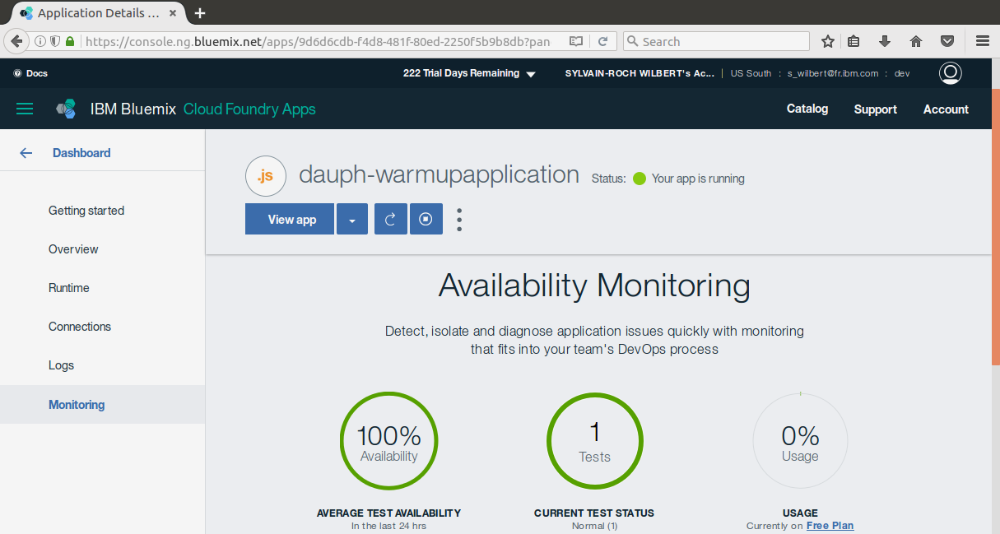 Application Details ...
https://console.ng.bluemix.net/apps/9d6d6cdb-f4d8-481f-80ed-2250f5b9b8db?pan
Search
Docs
222 Trial Days Remaining
SYLVAIN-ROCH WILBERT's Ac... | US South : s_wilbert@fr.ibm.com : dev
IBM Bluemix Cloud Foundry Apps
Catalog
Support
Account
Dashboard
Getting started
Overview
Runtime
Connections
Logs
Monitoring
.js
dauph-warmupapplication
Status: Your app is running
View app
Availability Monitoring
Detect, isolate and diagnose application issues quickly with monitoring
that fits into your team's DevOps process
100%
Availability
AVERAGE TEST AVAILABILITY
In the last 24 hrs
1
Tests
CURRENT TEST STATUS
Normal (1)
0%
Usage
USAGE
Currently on Free Plan